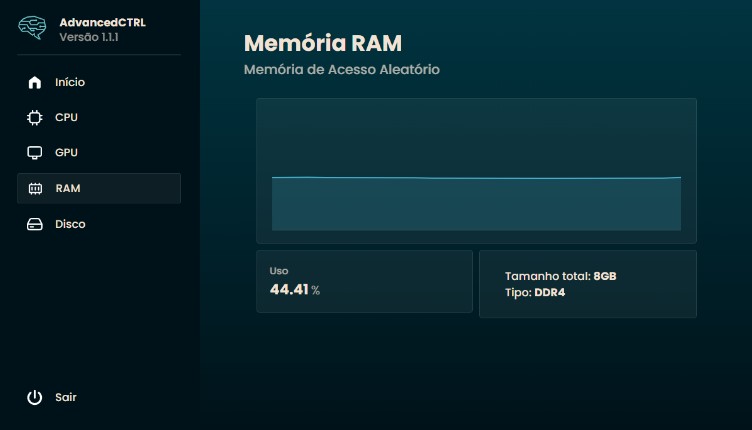 AdvancedCTRL
Versão 1.1.1
Início
CPU
GPU
RAM
Disco
Sair
Memória RAM
Memória de Acesso Aleatório
Uso
44.41 %
Tamanho total: 8GB
Tipo: DDR4